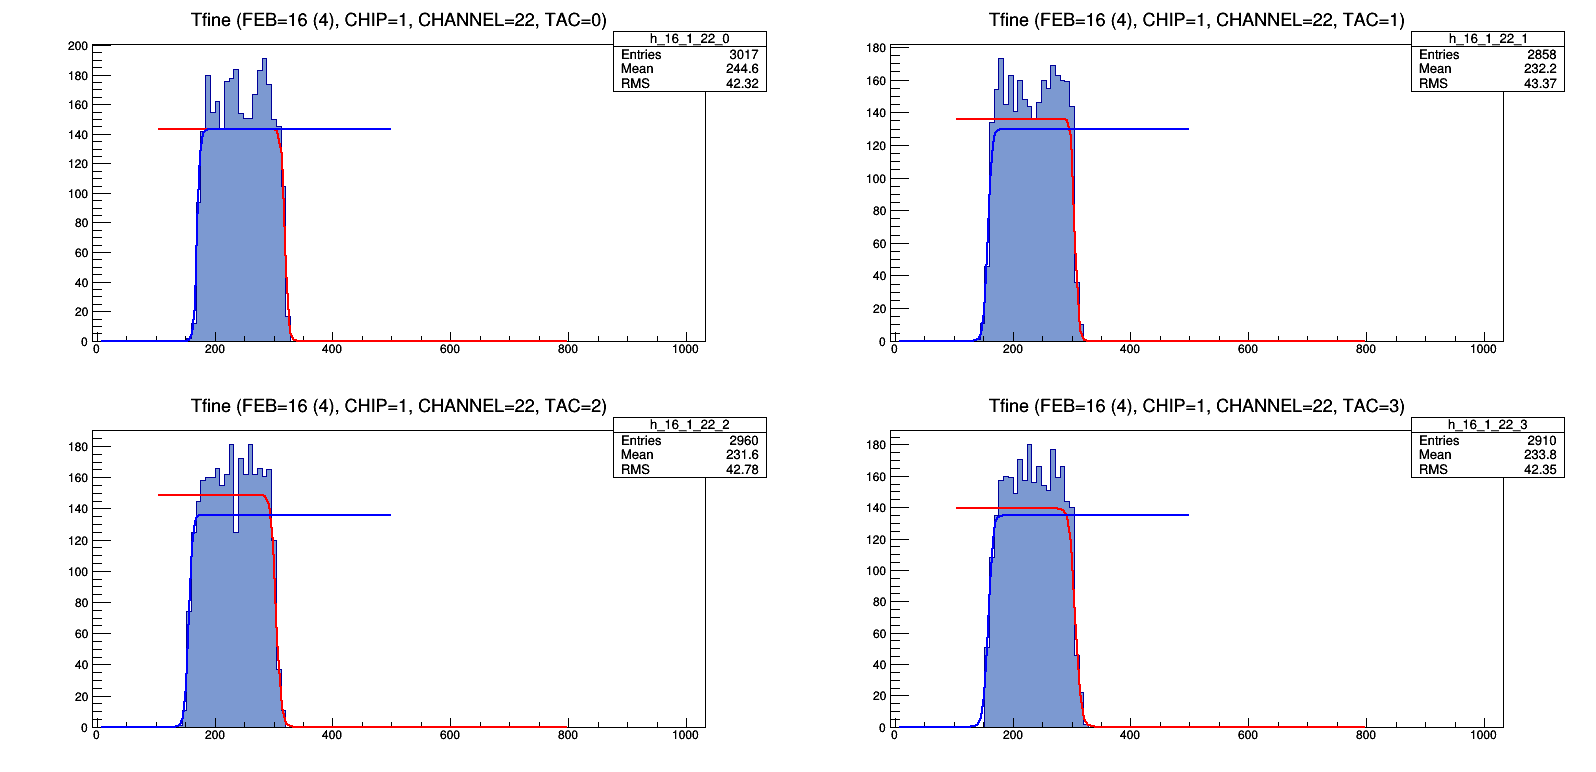 Tfine (FEB=16 (4), CHIP=1, CHANNEL=22, TAC=0)
h_16_1_22_0
Entries 3017
Mean 244.6
RMS 42.32
200
180
160
140
120
100
80
60
40
20
0
0 200 400 600 800 1000
Tfine (FEB=16 (4), CHIP=1, CHANNEL=22, TAC=1)
h_16_1_22_1
Entries 2858
Mean 232.2
RMS 43.37
180
160
140
120
100
80
60
40
20
0
0 200 400 600 800 1000
Tfine (FEB=16 (4), CHIP=1, CHANNEL=22, TAC=2)
h_16_1_22_2
Entries 2960
Mean 231.6
RMS 42.78
180
160
140
120
100
80
60
40
20
0
0 200 400 600 800 1000
Tfine (FEB=16 (4), CHIP=1, CHANNEL=22, TAC=3)
h_16_1_22_3
Entries 2910
Mean 233.8
RMS 42.35
180
160
140
120
100
80
60
40
20
0
0 200 400 600 800 1000